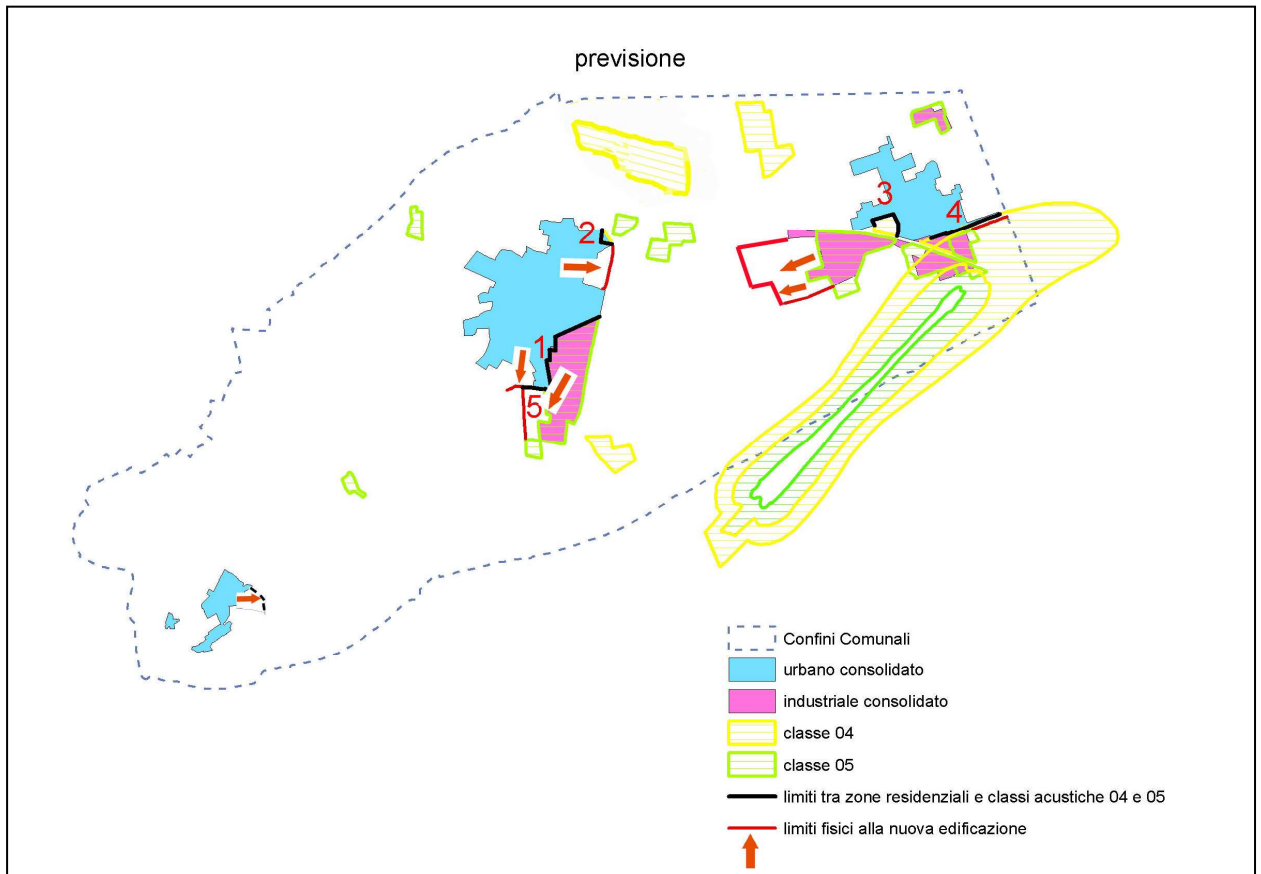 previsione
3
4
2
1
5
Confini Comunali
urbano consolidato
industriale consolidato
classe 04
classe 05
limiti tra zone residenziali e classi acustiche 04 e 05
limiti fisici alla nuova edificazione